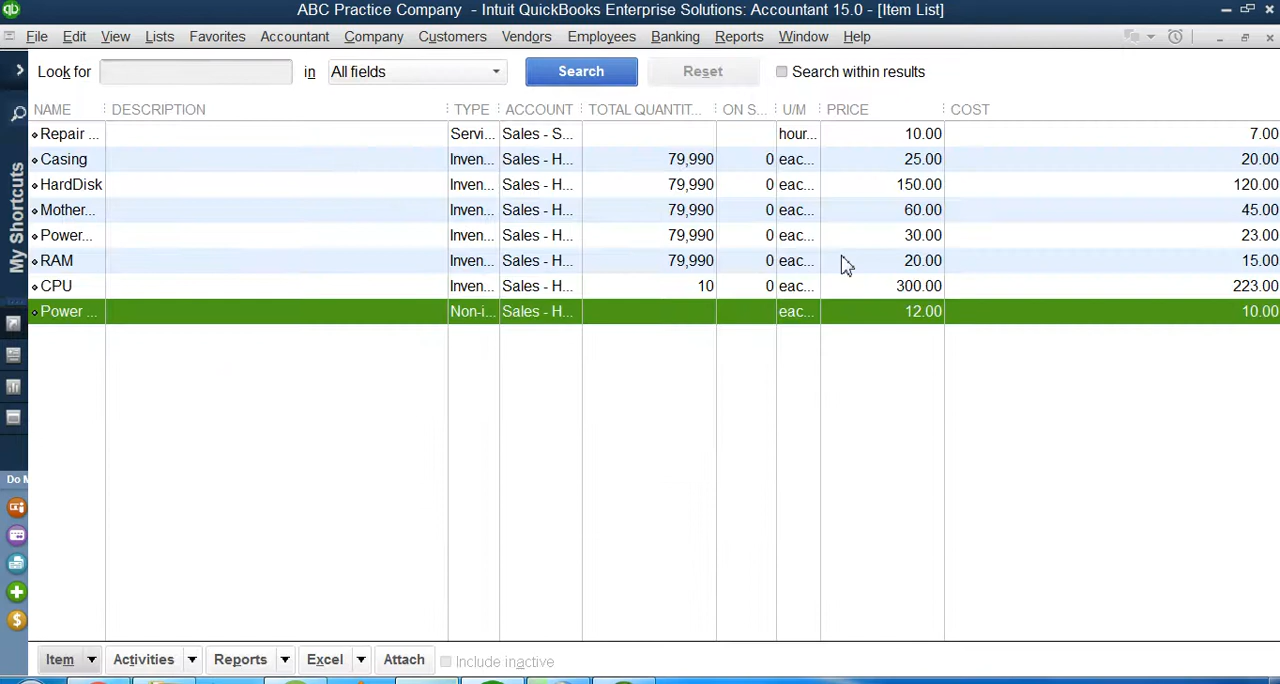 qb ABC Practice Company - Intuit QuickBooks Enterprise Solutions: Accountant 15.0 - [Item List]
File Edit View Lists Favorites Accountant Company Customers Vendors Employees Banking Reports Window Help
Look for in All fields Search Reset Search within results
NAME DESCRIPTION TYPE ACCOUNT TOTAL QUANTIT... ON S... U/M PRICE COST
Repair ... Servi... Sales - S... hour... 10.00 7.00
Casing Inven... Sales - H... 79,990 0 eac... 25.00 20.00
HardDisk Inven... Sales - H... 79,990 0 eac... 150.00 120.00
Mother... Inven... Sales - H... 79,990 0 eac... 60.00 45.00
Power... Inven... Sales - H... 79,990 0 eac... 30.00 23.00
RAM Inven... Sales - H... 79,990 0 eac... 20.00 15.00
CPU Inven... Sales - H... 10 0 eac... 300.00 223.00
Power ... Non-i... Sales - H... eac... 12.00 10.00
My Shortcuts
Do M
$
Item Activities Reports Excel Attach Include inactive